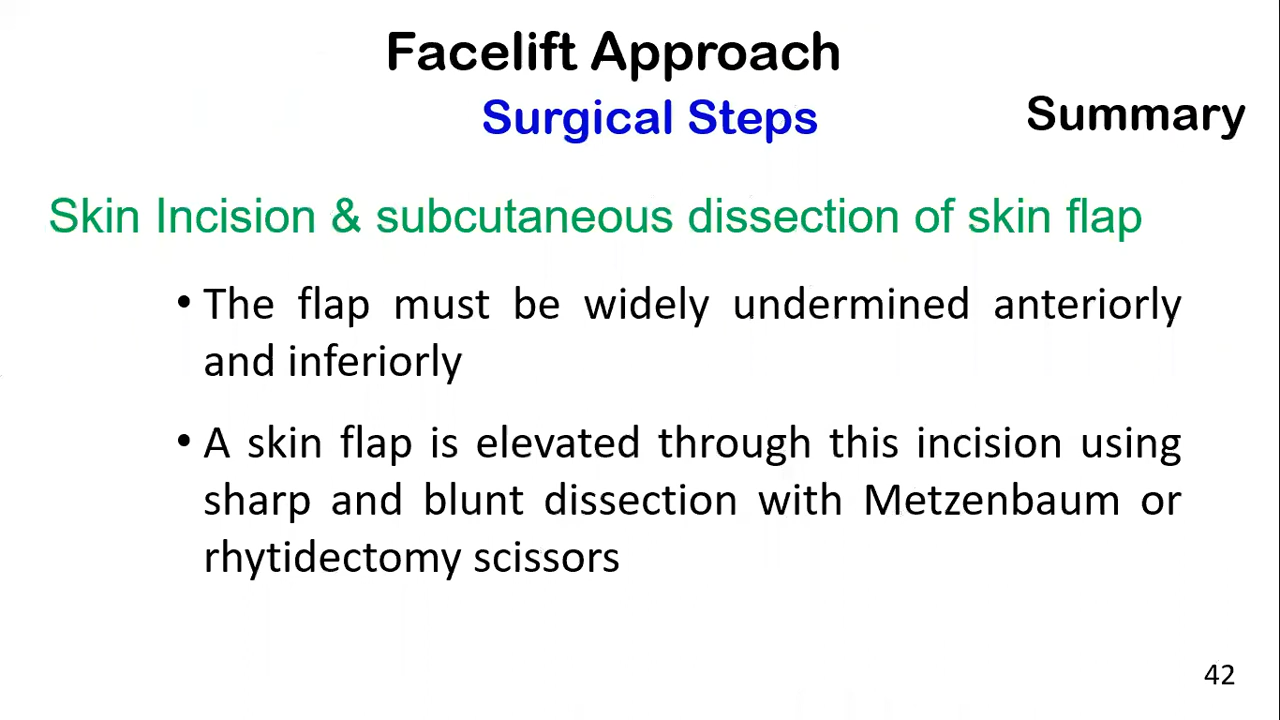 Facelift Approach
Surgical Steps
Summary
Skin Incision & subcutaneous dissection of skin flap
• The flap must be widely undermined anteriorly
and inferiorly
• A skin flap is elevated through this incision using
sharp and blunt dissection with Metzenbaum or
rhytidectomy scissors
42